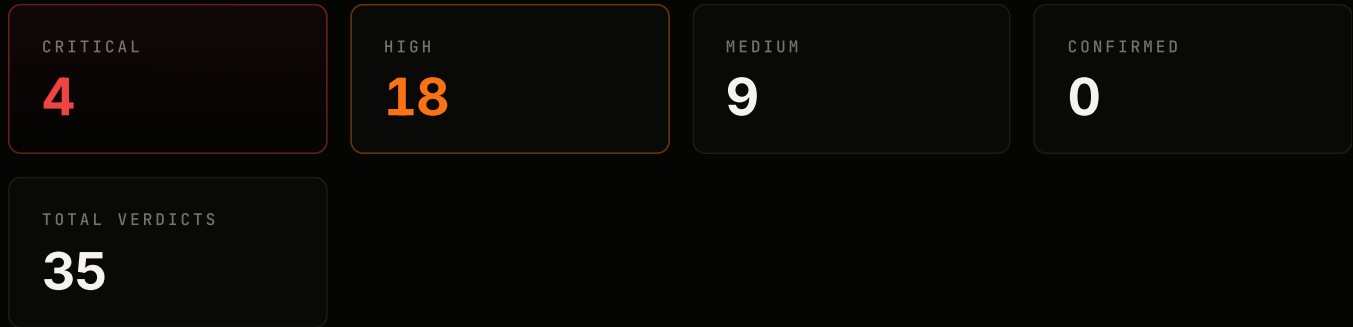 CRITICAL
4
HIGH
18
MEDIUM
9
CONFIRMED
0
TOTAL VERDICTS
35